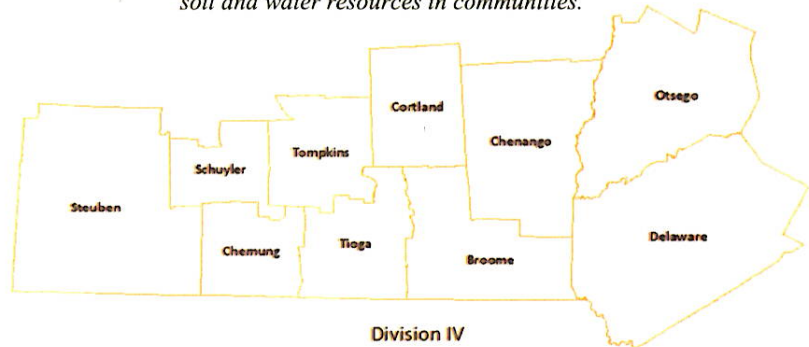 soil and water resources in communities.
Otsego
Cortland
Chenango
Tompkins
Schuyler
Steuben
Delaware
Tioga
Chemung
Broome
Division IV